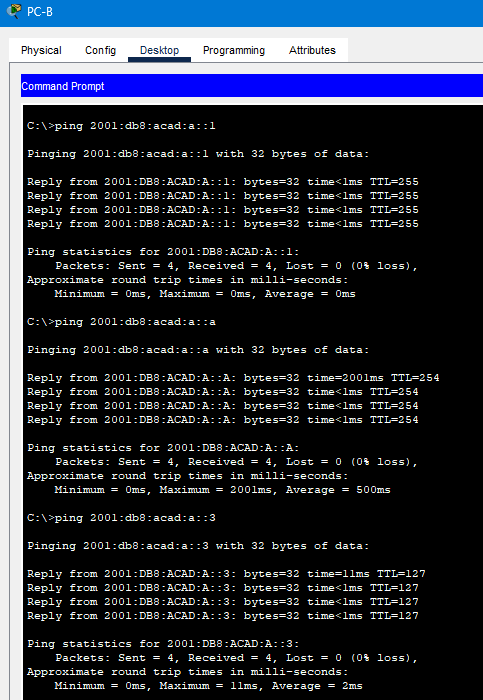 PC-B
Physical Config Desktop Programming Attributes
Command Prompt
C:\>ping 2001:db8:acad:a::1
Pinging 2001:db8:acad:a::1 with 32 bytes of data:
Reply from 2001:DB8:ACAD:A::1: bytes=32 time<1ms TTL=255
Reply from 2001:DB8:ACAD:A::1: bytes=32 time<1ms TTL=255
Reply from 2001:DB8:ACAD:A::1: bytes=32 time<1ms TTL=255
Reply from 2001:DB8:ACAD:A::1: bytes=32 time<1ms TTL=255
Ping statistics for 2001:DB8:ACAD:A::1:
Packets: Sent = 4, Received = 4, Lost = 0 (0% loss),
Approximate round trip times in milli-seconds:
Minimum = 0ms, Maximum = 0ms, Average = 0ms
C:\>ping 2001:db8:acad:a::a
Pinging 2001:db8:acad:a::a with 32 bytes of data:
Reply from 2001:DB8:ACAD:A::A: bytes=32 time=2001ms TTL=254
Reply from 2001:DB8:ACAD:A::A: bytes=32 time<1ms TTL=254
Reply from 2001:DB8:ACAD:A::A: bytes=32 time<1ms TTL=254
Reply from 2001:DB8:ACAD:A::A: bytes=32 time<1ms TTL=254
Ping statistics for 2001:DB8:ACAD:A::A:
Packets: Sent = 4, Received = 4, Lost = 0 (0% loss),
Approximate round trip times in milli-seconds:
Minimum = 0ms, Maximum = 2001ms, Average = 500ms
C:\>ping 2001:db8:acad:a::3
Pinging 2001:db8:acad:a::3 with 32 bytes of data:
Reply from 2001:DB8:ACAD:A::3: bytes=32 time=11ms TTL=127
Reply from 2001:DB8:ACAD:A::3: bytes=32 time<1ms TTL=127
Reply from 2001:DB8:ACAD:A::3: bytes=32 time<1ms TTL=127
Reply from 2001:DB8:ACAD:A::3: bytes=32 time<1ms TTL=127
Ping statistics for 2001:DB8:ACAD:A::3:
Packets: Sent = 4, Received = 4, Lost = 0 (0% loss),
Approximate round trip times in milli-seconds:
Minimum = 0ms, Maximum = 11ms, Average = 2ms